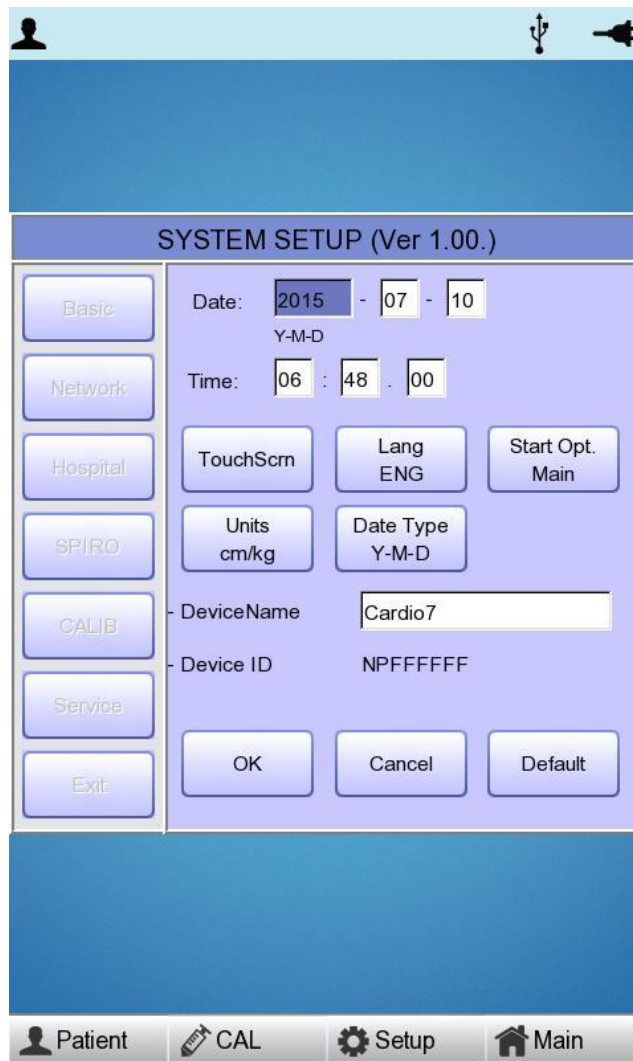 SYSTEM SETUP (Ver 1.00.)
Basic
Network
Hospital
SPIRO
CALIB
Service
Exit
Date: 2015 - 07 - 10
Y-M-D
Time: 06 : 48 . 00
TouchScrn
Lang
ENG
Start Opt.
Main
Units
cm/kg
Date Type
Y-M-D
- DeviceName Cardio7
- Device ID NPFFFFFF
OK Cancel Default
Patient CAL Setup Main